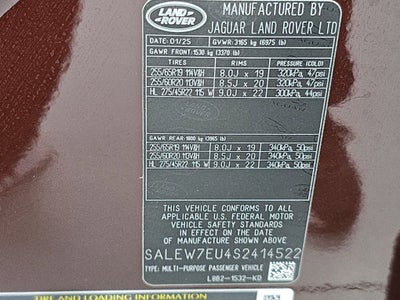 LAND
ROVER
MANUFACTURED BY
JAGUAR LAND ROVER LTD
DATE: 01/25 GVWR: 3165 kg (6975 lb)
GAWR FRONT: 1530 kg (3370 lb)
TIRES RIMS PRESSURE (COLD)
255/65R19 114V XH 8.0J x 19 320kPa, 47psi
255/60R20 113V XH 8.5J x 20 320kPa, 47psi
HL 275/45R22 115 W 9.0J x 22 300kPa, 44psi
GAWR REAR: 1800 kg (3965 lb)
255/65R19 114V XH 8.0J x 19 340kPa, 50psi
255/60R20 113V XH 8.5J x 20 340kPa, 50psi
HL 275/45R22 115 W 9.0J x 22 340kPa, 50psi
THIS VEHICLE CONFORMS TO ALL
APPLICABLE U.S. FEDERAL MOTOR
VEHICLE SAFETY STANDARDS
IN EFFECT ON THE DATE OF
MANUFACTURE SHOWN ABOVE
SALEW7EU4S2414522
TYPE: MULTI-PURPOSE PASSENGER VEHICLE
L8B2-1532-KD
TIRE AND LOADING INFORMATION